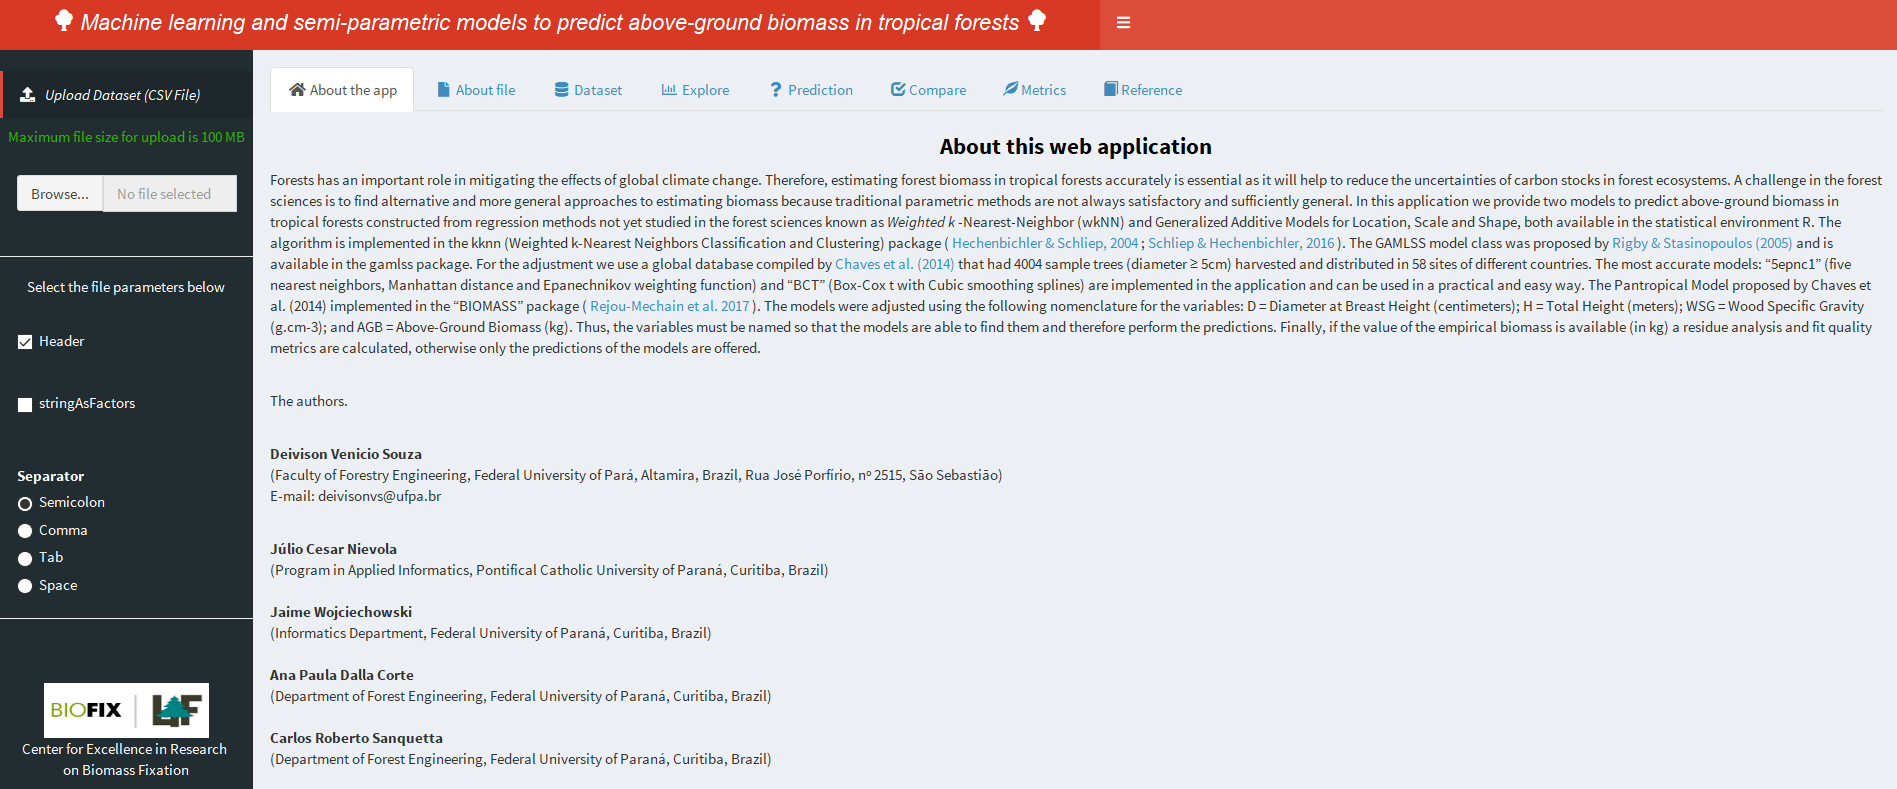 Machine learning and semi-parametric models to predict above-ground biomass in tropical forests
Upload Dataset (CSV File)
Maximum file size for upload is 100 MB
Browse... No file selected
Select the file parameters below
Header
stringAsFactors
Separator
Semicolon
Comma
Tab
Space
BIOFIX
Center for Excellence in Research
on Biomass Fixation
About the app About file Dataset Explore Prediction Compare Metrics Reference
About this web application
Forests has an important role in mitigating the effects of global climate change. Therefore, estimating forest biomass in tropical forests accurately is essential as it will help to reduce the uncertainties of carbon stocks in forest ecosystems. A challenge in the forest
sciences is to find alternative and more general approaches to estimating biomass because traditional parametric methods are not always satisfactory and sufficiently general. In this application we provide two models to predict above-ground biomass in
tropical forests constructed from regression methods not yet studied in the forest sciences known as Weighted k -Nearest-Neighbor (wkNN) and Generalized Additive Models for Location, Scale and Shape, both available in the statistical environment R. The
algorithm is implemented in the kknn (Weighted k-Nearest Neighbors Classification and Clustering) package ( Hechenbichler & Schliep, 2004 ; Schliep & Hechenbichler, 2016 ). The GAMLSS model class was proposed by Rigby & Stasinopoulos (2005) and is
available in the gamlss package. For the adjustment we use a global database compiled by Chaves et al. (2014) that had 4004 sample trees (diameter ≥ 5cm) harvested and distributed in 58 sites of different countries. The most accurate models: “5epnc1” (five
nearest neighbors, Manhattan distance and Epanechnikov weighting function) and “BCT” (Box-Cox t with Cubic smoothing splines) are implemented in the application and can be used in a practical and easy way. The Pantropical Model proposed by Chaves et
al. (2014) implemented in the “BIOMASS” package ( Rejou-Mechain et al. 2017 ). The models were adjusted using the following nomenclature for the variables: D = Diameter at Breast Height (centimeters); H = Total Height (meters); WSG = Wood Specific Gravity
(g.cm-3); and AGB = Above-Ground Biomass (kg). Thus, the variables must be named so that the models are able to find them and therefore perform the predictions. Finally, if the value of the empirical biomass is available (in kg) a residue analysis and fit quality
metrics are calculated, otherwise only the predictions of the models are offered.
The authors.
Deivison Venicio Souza
(Faculty of Forestry Engineering, Federal University of Pará, Altamira, Brazil, Rua José Porfírio, nº 2515, São Sebastião)
E-mail: deivisonvs@ufpa.br
Júlio Cesar Nievola
(Program in Applied Informatics, Pontifical Catholic University of Paraná, Curitiba, Brazil)
Jaime Wojciechowski
(Informatics Department, Federal University of Paraná, Curitiba, Brazil)
Ana Paula Dalla Corte
(Department of Forest Engineering, Federal University of Paraná, Curitiba, Brazil)
Carlos Roberto Sanquetta
(Department of Forest Engineering, Federal University of Paraná, Curitiba, Brazil)